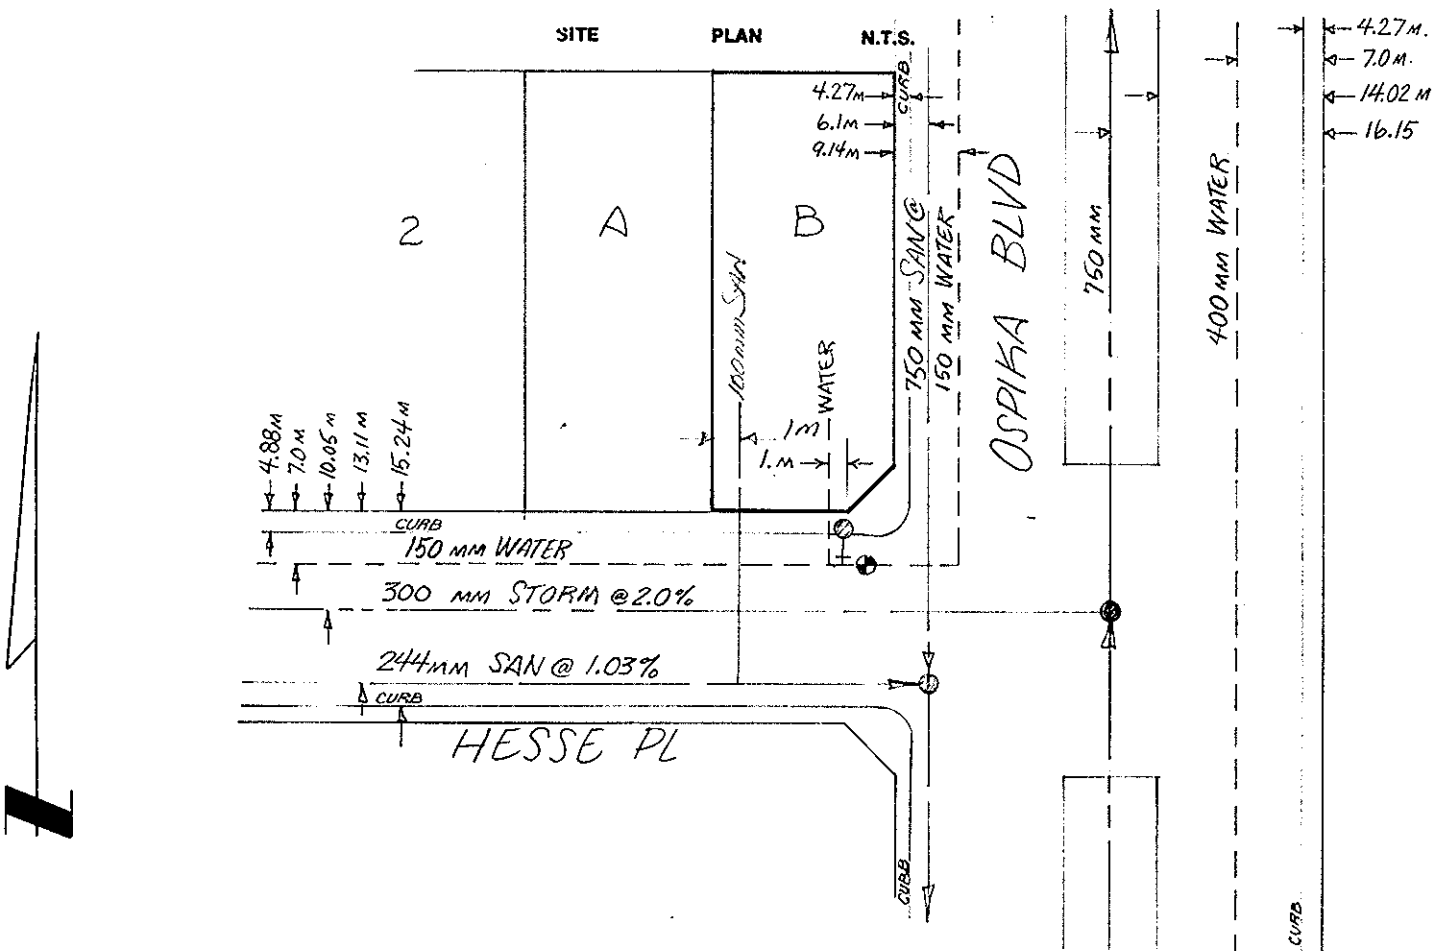 SITE PLAN N.T.S.
4.27M.
7.0M.
14.02M
16.15
CURB
4.27M
6.1M
9.14M
2
A
B
100mm SAN
WATER
750 MM SAN @
150 MM WATER
OSPIKA BLVD
750 MM
400 MM WATER
1M
1.M
4.88M
7.0M
10.05M
13.11M
15.24M
CURB
150 MM WATER
300 MM STORM @ 2.0%
244MM SAN @ 1.03%
CURB
HESSE PL
CURB
CURB